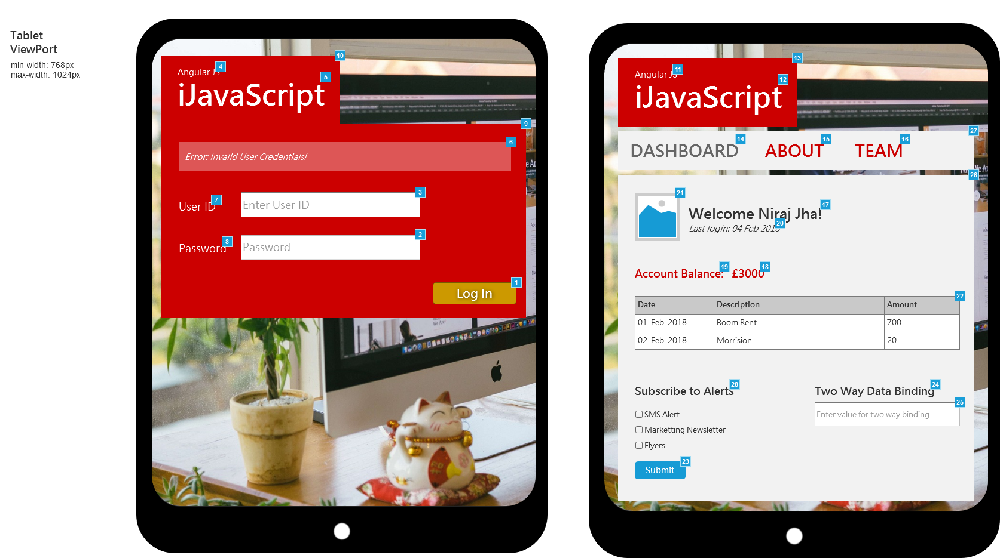 Tablet
ViewPort
min-width: 768px
max-width: 1024px
10
4
Angular JS
5
iJavaScript
9
6
Error: Invalid User Credentials!
3
7
User ID
Enter User ID
2
8
Password
Password
1
Log In
13
11
Angular JS
12
iJavaScript
27
14
15
16
DASHBOARD
ABOUT
TEAM
26
21
17
Welcome Niraj Jha!
20
Last login: 04 Feb 2018
19
18
Account Balance: £3000
22
Date Description Amount
01-Feb-2018 Room Rent 700
02-Feb-2018 Morrision 20
28
Subscribe to Alerts
SMS Alert
Marketting Newsletter
Flyers
23
Submit
24
Two Way Data Binding
25
Enter value for two way binding